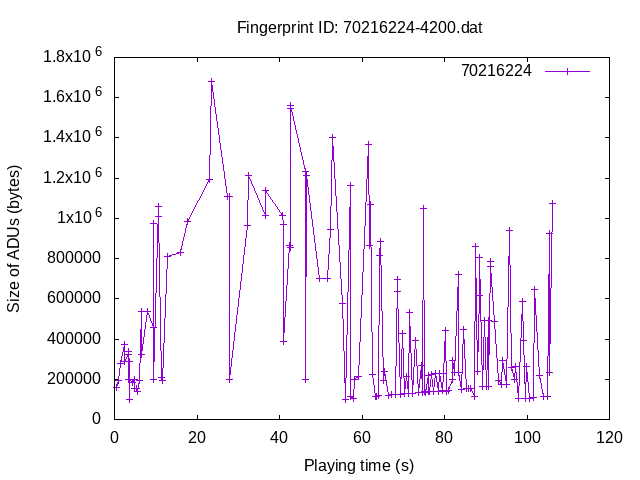 Fingerprint ID: 70216224-4200.dat
70216224
Size of ADUs (bytes)
1.8x10^6
1.6x10^6
1.4x10^6
1.2x10^6
1x10^6
800000
600000
400000
200000
0
0 20 40 60 80 100 120
Playing time (s)